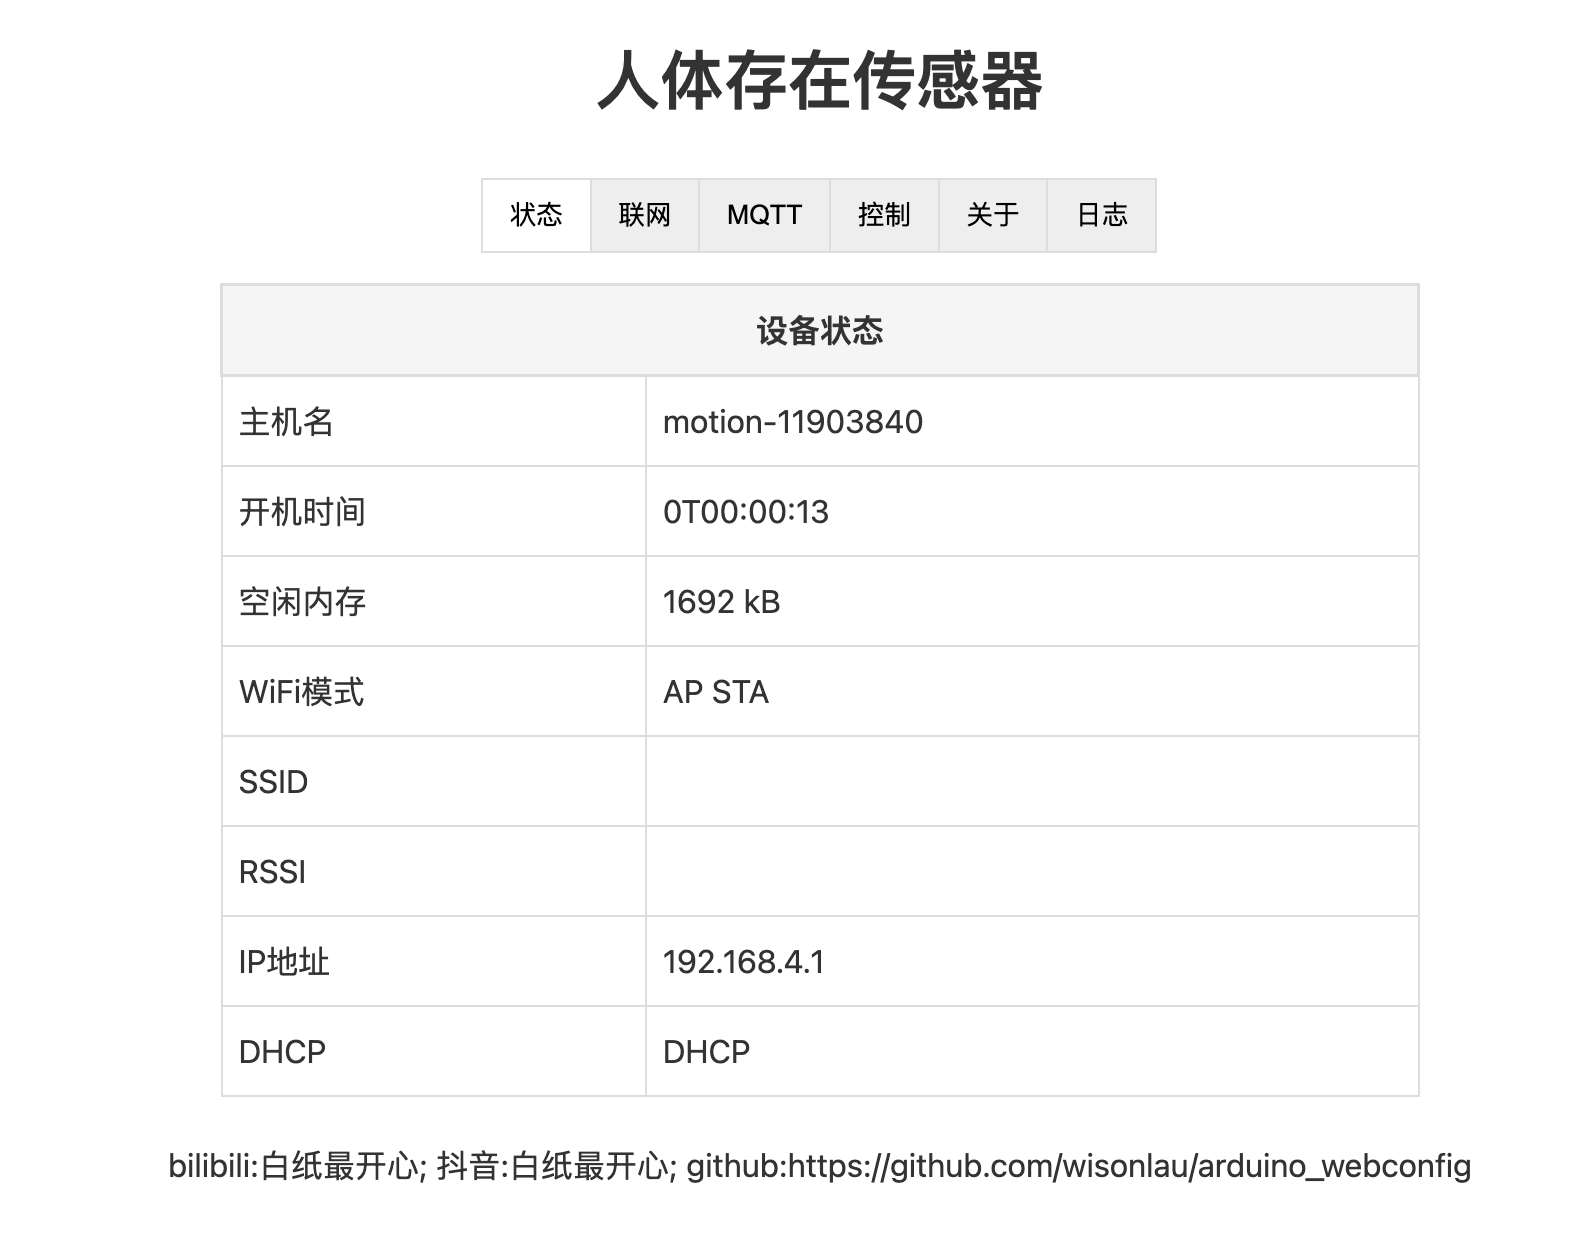 人体存在传感器
状态 联网 MQTT 控制 关于 日志
设备状态
主机名 motion-11903840
开机时间 0T00:00:13
空闲内存 1692 kB
WiFi模式 AP STA
SSID
RSSI
IP地址 192.168.4.1
DHCP DHCP
bilibili:白纸最开心; 抖音:白纸最开心; github:https://github.com/wisonlau/arduino_webconfig